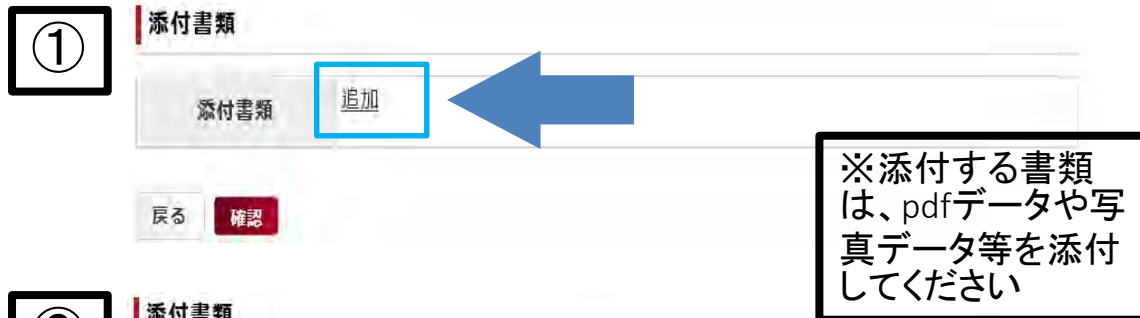 ①
添付書類
添付書類
追加
戻る
確認
※添付する書類
は、pdfデータや写
真データ等を添付
してください
添付書類